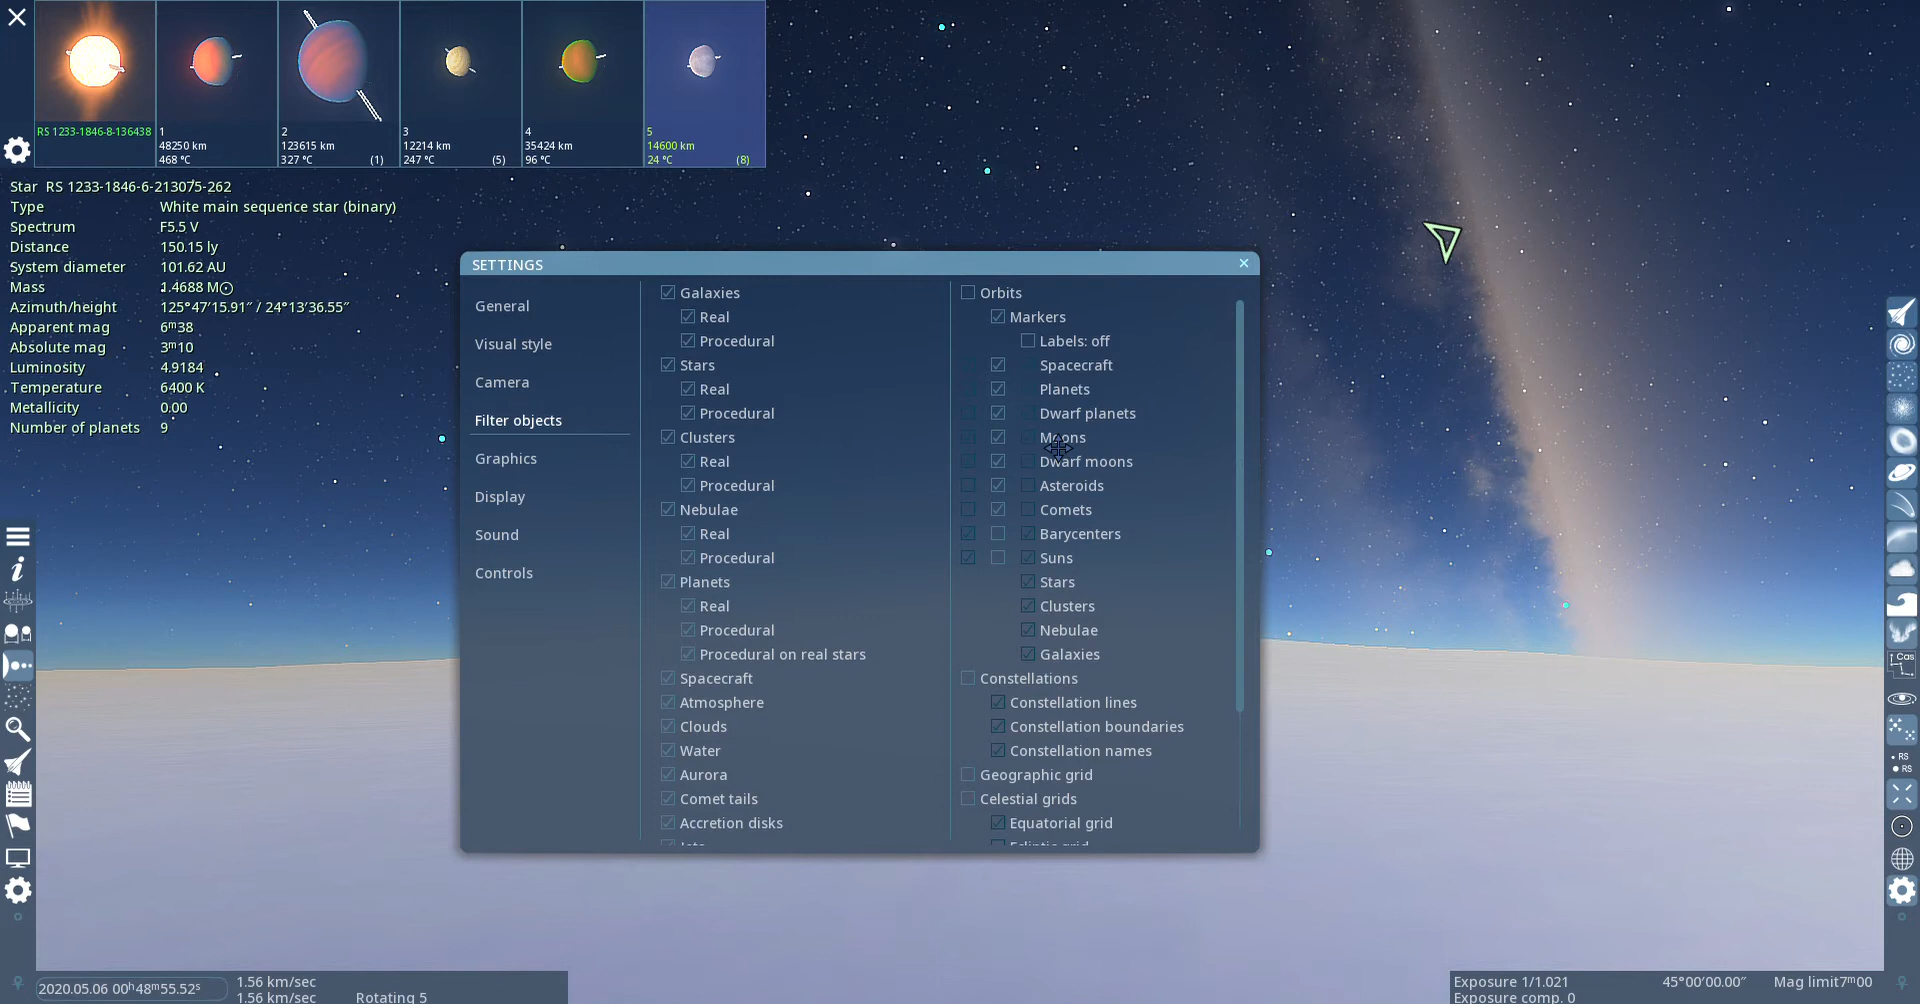 RS 1233-1846-8-136438
1
48250 km
468 °C
2
123615 km
327 °C (1)
3
12214 km
247 °C (5)
4
35424 km
96 °C
5
14600 km
24 °C (8)
Star RS 1233-1846-6-213075-262
Type White main sequence star (binary)
Spectrum F5.5 V
Distance 150.15 ly
System diameter 101.62 AU
Mass 1.4688 M☉
Azimuth/height 125°47′15.91″ / 24°13′36.55″
Apparent mag 6ᵐ38
Absolute mag 3ᵐ10
Luminosity 4.9184
Temperature 6400 K
Metallicity 0.00
Number of planets 9
SETTINGS
General
Visual style
Camera
Filter objects
Graphics
Display
Sound
Controls
Galaxies
Real
Procedural
Stars
Real
Procedural
Clusters
Real
Procedural
Nebulae
Real
Procedural
Planets
Real
Procedural
Procedural on real stars
Spacecraft
Atmosphere
Clouds
Water
Aurora
Comet tails
Accretion disks
Orbits
Markers
Labels: off
Spacecraft
Planets
Dwarf planets
Moons
Dwarf moons
Asteroids
Comets
Barycenters
Suns
Stars
Clusters
Nebulae
Galaxies
Constellations
Constellation lines
Constellation boundaries
Constellation names
Geographic grid
Celestial grids
Equatorial grid
Cas
RS
RS
2020.05.06 00ʰ48ᵐ55.52ˢ
1.56 km/sec
1.56 km/sec Rotating 5
Exposure 1/1.021 45°00′00.00″ Mag limit7ᵐ00
Exposure comp. 0